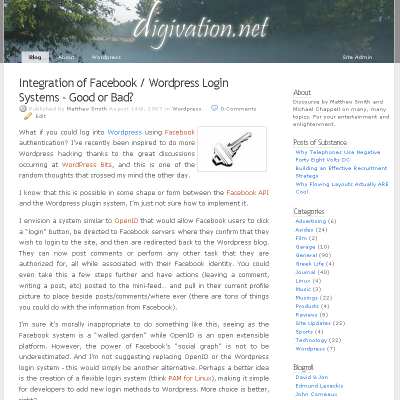 digivation.net
Blog About Wordpress Site Admin
Integration of Facebook / Wordpress Login
Systems - Good or Bad?
Published by Matthew Smith August 14th, 2007 in Wordpress. 0 Comments
Edit
What if you could log into Wordpress using Facebook
authentication? I've recently been inspired to do more
Wordpress hacking thanks to the great discussions
occuring at WordPress Bits, and this is one of the
random thoughts that crossed my mind the other day.
I know that this is possible in some shape or form between the Facebook API
and the Wordpress plugin system, I'm just not sure how to implement it.
I envision a system similar to OpenID that would allow Facebook users to click
a "login" button, be directed to Facebook servers where they confirm that they
wish to login to the site, and then are redirected back to the Wordpress blog.
They can now post comments or perform any other task that they are
authorized for, all while associated with their Facebook identity. You could
even take this a few steps further and have actions (leaving a comment,
writing a post, etc) posted to the mini-feed.. and pull in their current profile
picture to place beside posts/comments/where ever (there are tons of things
you could do with the information from Facebook).
I'm sure it's morally inappropriate to do something like this, seeing as the
Facebook system is a "walled garden" while OpenID is an open extensible
platform. However, the power of Facebook's "social graph" is not to be
underestimated. And I'm not suggesting replacing OpenID or the Wordpress
login system - this would simply be another alternative. Perhaps a better idea
is the creation of a flexible login system (think PAM for Linux), making it simple
for developers to add new login methods to Wordpress. More choice is better,
right?
About
Discourse by Matthew Smith and
Michael Chappell on many, many
topics. For your entertainment and
enlightenment.
Posts of Substance
Why Telephones Use Negative
Forty Eight Volts DC
Building an Effective Recruitment
Strategy
Why Flowing Layouts Actually ARE
Cool
Categories
Advertising (6)
Asides (24)
Film (2)
Garage (10)
General (90)
Greek Life (4)
Journal (40)
Linux (4)
Music (3)
Musings (22)
Products (4)
Reviews (8)
Site Updates (22)
Sports (4)
Technology (22)
Wordpress (7)
Blogroll
David & Jon
Edmund
John Comeaux